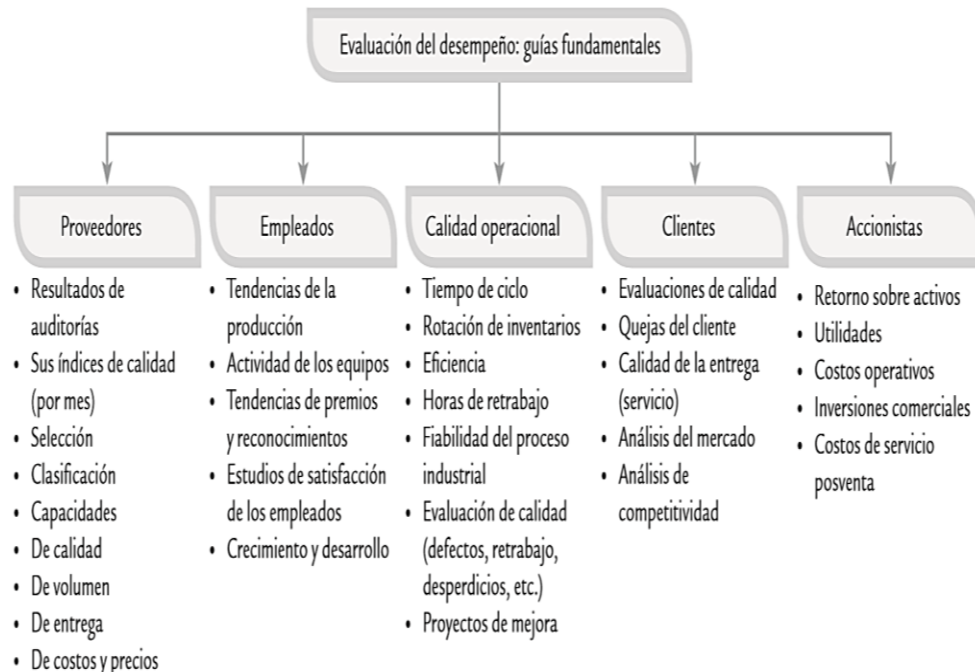 Evaluación del desempeño: guías fundamentales
Proveedores
• Resultados de
auditorías
• Sus índices de calidad
(por mes)
• Selección
• Clasificación
• Capacidades
• De calidad
• De volumen
• De entrega
• De costos y precios
Empleados
• Tendencias de la
producción
• Actividad de los equipos
• Tendencias de premios
y reconocimientos
• Estudios de satisfacción
de los empleados
• Crecimiento y desarrollo
Calidad operacional
• Tiempo de ciclo
• Rotación de inventarios
• Eficiencia
• Horas de retrabajo
• Fiabilidad del proceso
industrial
• Evaluación de calidad
(defectos, retrabajo,
desperdicios, etc.)
• Proyectos de mejora
Clientes
• Evaluaciones de calidad
• Quejas del cliente
• Calidad de la entrega
(servicio)
• Análisis del mercado
• Análisis de
competitividad
Accionistas
• Retorno sobre activos
• Utilidades
• Costos operativos
• Inversiones comerciales
• Costos de servicio
posventa